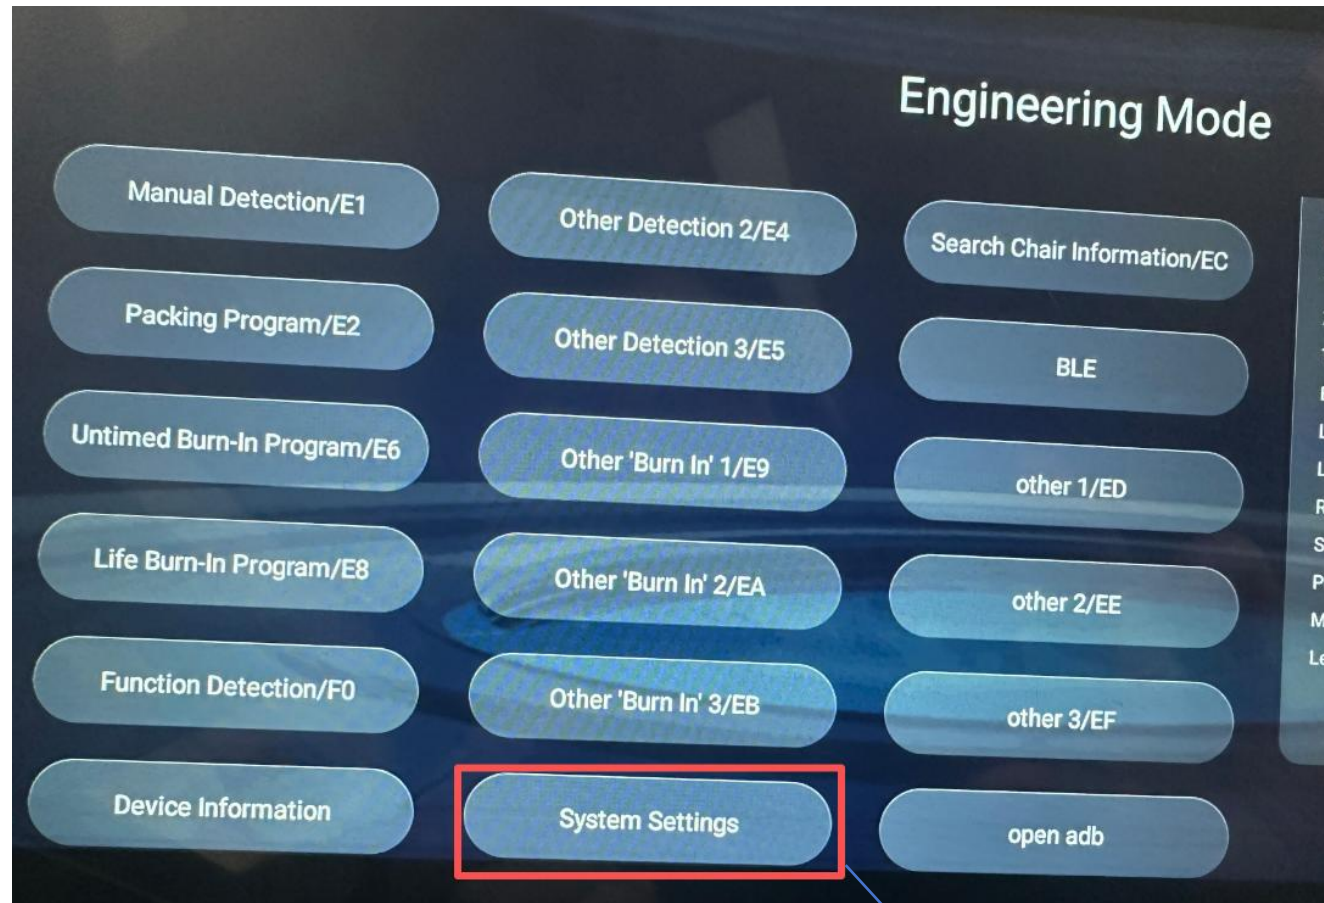 Engineering Mode
Manual Detection/E1
Other Detection 2/E4
Search Chair Information/EC
Packing Program/E2
Other Detection 3/E5
BLE
Untimed Burn-In Program/E6
Other 'Burn In' 1/E9
other 1/ED
Life Burn-In Program/E8
Other 'Burn In' 2/EA
other 2/EE
Function Detection/F0
Other 'Burn In' 3/EB
other 3/EF
Device Information
System Settings
open adb